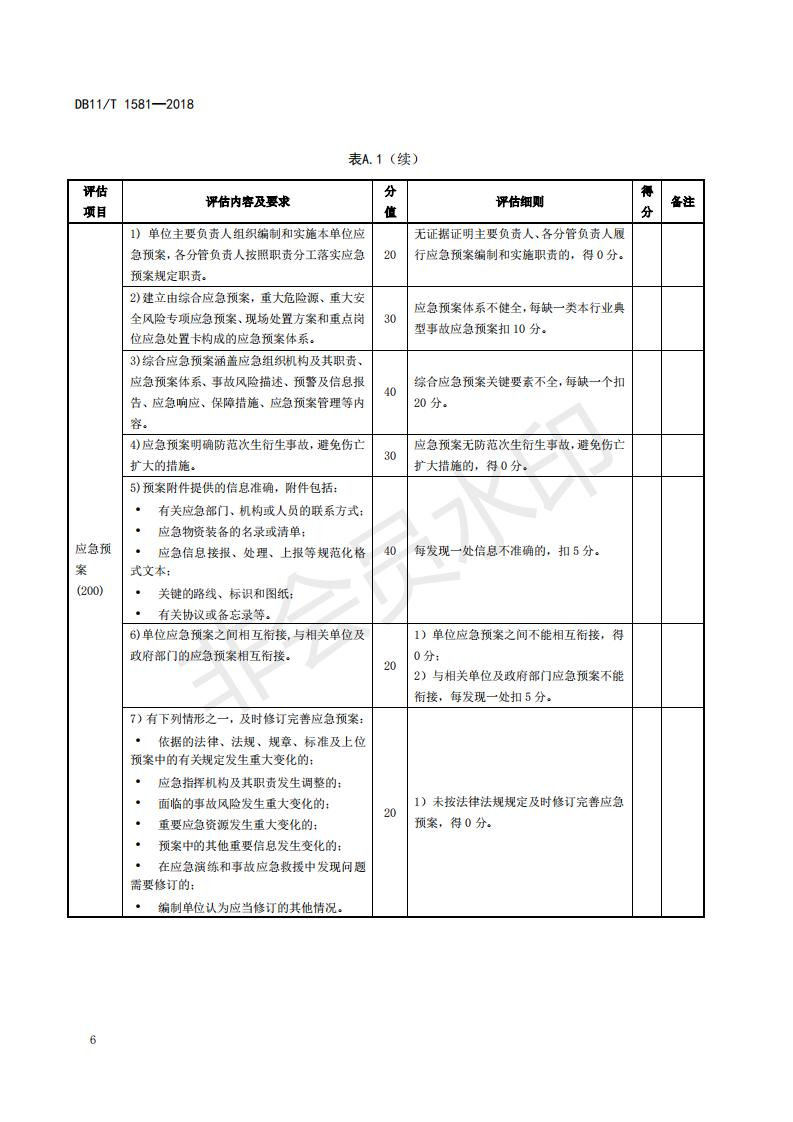 DB11/T 1581—2018
表A.1（续）
评估
项目
评估内容及要求
分
值
评估细则
得
分
备注
应急预
案
(200)
1) 单位主要负责人组织编制和实施本单位应
急预案，各分管负责人按照职责分工落实应急
预案规定职责。
20
无证据证明主要负责人、各分管负责人履
行应急预案编制和实施职责的，得 0 分。
2)建立由综合应急预案，重大危险源、重大安
全风险专项应急预案、现场处置方案和重点岗
位应急处置卡构成的应急预案体系。
30
应急预案体系不健全，每缺一类本行业典
型事故应急预案扣 10 分。
3)综合应急预案涵盖应急组织机构及其职责、
应急预案体系、事故风险描述、预警及信息报
告、应急响应、保障措施、应急预案管理等内
容。
40
综合应急预案关键要素不全，每缺一个扣
20 分。
4)应急预案明确防范次生衍生事故，避免伤亡
扩大的措施。
30
应急预案无防范次生衍生事故，避免伤亡
扩大措施的，得 0 分。
5)预案附件提供的信息准确，附件包括：
• 有关应急部门、机构或人员的联系方式；
• 应急物资装备的名录或清单；
• 应急信息接报、处理、上报等规范化格
式文本；
• 关键的路线、标识和图纸；
• 有关协议或备忘录等。
40
每发现一处信息不准确的，扣 5 分。
6)单位应急预案之间相互衔接,与相关单位及
政府部门的应急预案相互衔接。
20
1）单位应急预案之间不能相互衔接，得
0 分；
2）与相关单位及政府部门应急预案不能
衔接，每发现一处扣 5 分。
7)有下列情形之一，及时修订完善应急预案：
• 依据的法律、法规、规章、标准及上位
预案中的有关规定发生重大变化的；
• 应急指挥机构及其职责发生调整的；
• 面临的事故风险发生重大变化的；
• 重要应急资源发生重大变化的；
• 预案中的其他重要信息发生变化的；
• 在应急演练和事故应急救援中发现问题
需要修订的；
• 编制单位认为应当修订的其他情况。
20
1）未按法律法规规定及时修订完善应急
预案，得 0 分。
非会员水印
6